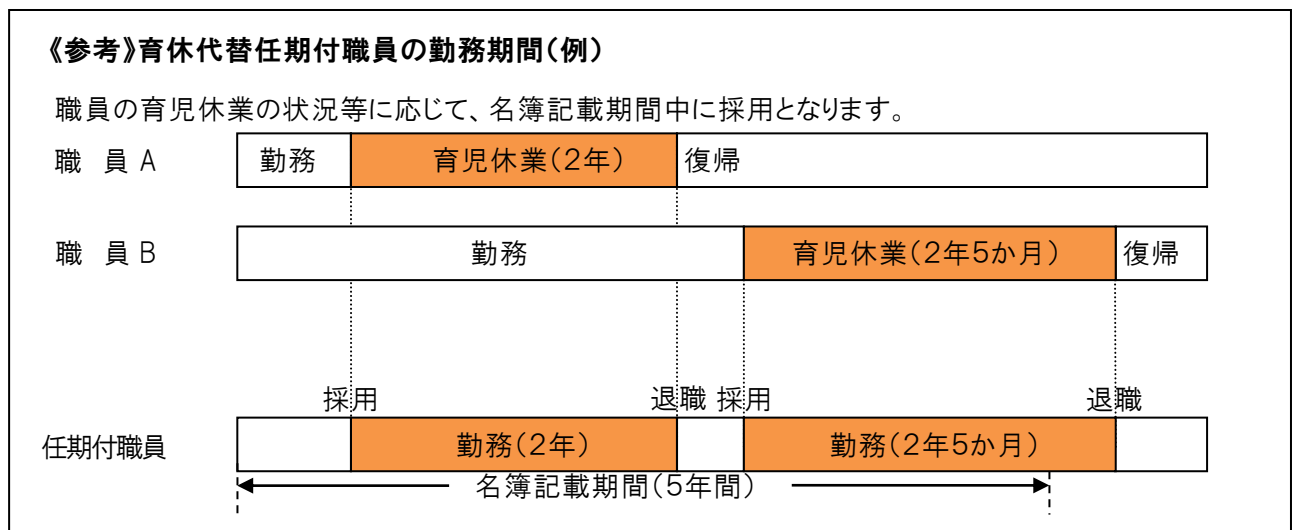 《参考》育休代替任期付職員の勤務期間(例)
職員の育児休業の状況等に応じて、名簿記載期間中に採用となります。
職 員 A 勤務 育児休業(2年) 復帰
職 員 B 勤務 育児休業(2年5か月) 復帰
採用 退職 採用 退職
任期付職員 勤務(2年) 勤務(2年5か月)
名簿記載期間(5年間)